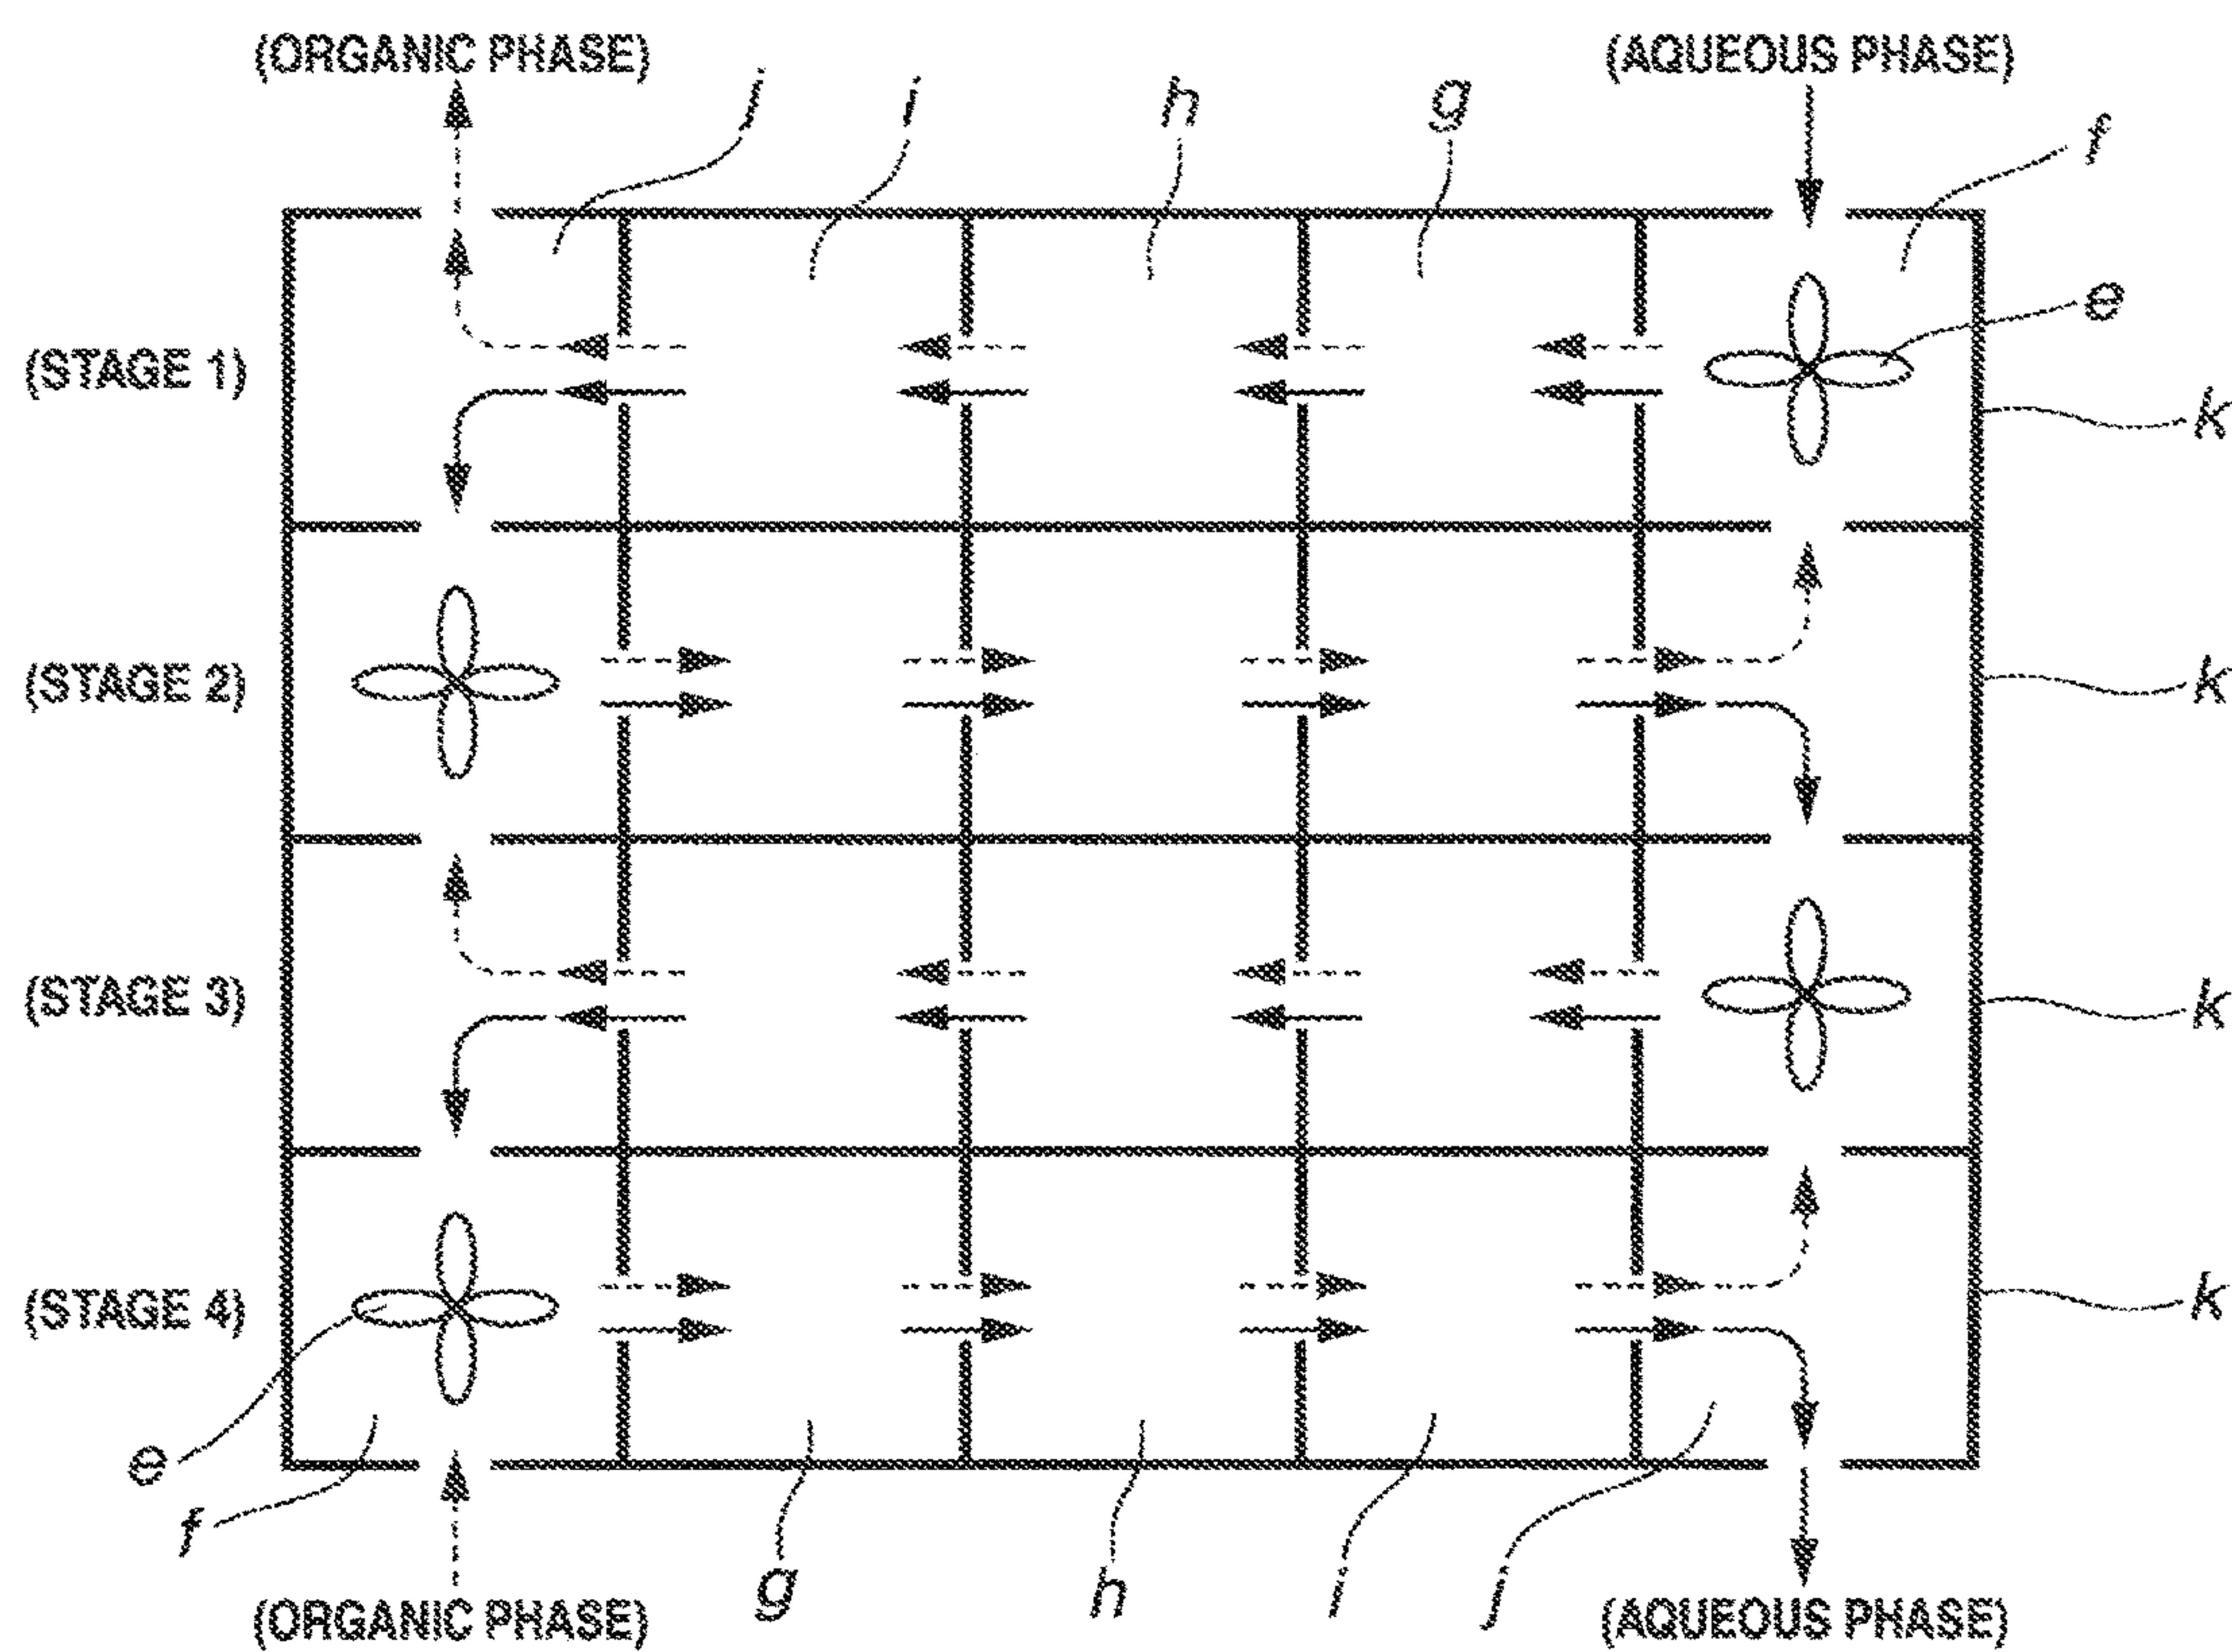 (ORGANIC PHASE) (AQUEOUS PHASE)
j i h g f
e
(STAGE 1)
k
(STAGE 2) k
(STAGE 3) k
(STAGE 4) k
e
f g h i j
(ORGANIC PHASE) (AQUEOUS PHASE)